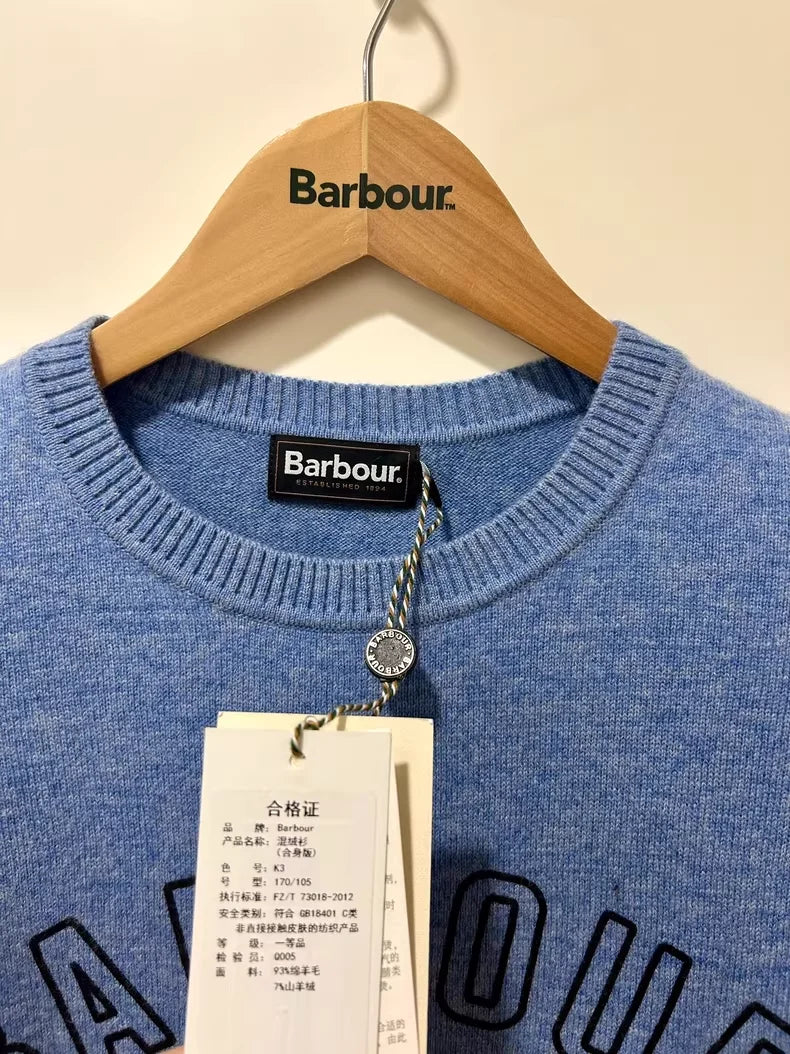 Barbour™
Barbour®
ESTABLISHED 1894
BARBOUR · BARBOUR ·
合格证
品　　牌：Barbour
产品名称：混绒衫
（合身版）
色　　号：K3
号　　型：170/105
执行标准：FZ/T 73018-2012
安全类别：符合 GB18401 C类
非直接接触皮肤的纺织产品
等　　级：一等品
检 验 员：Q005
面　　料：93%绵羊毛
7%山羊绒